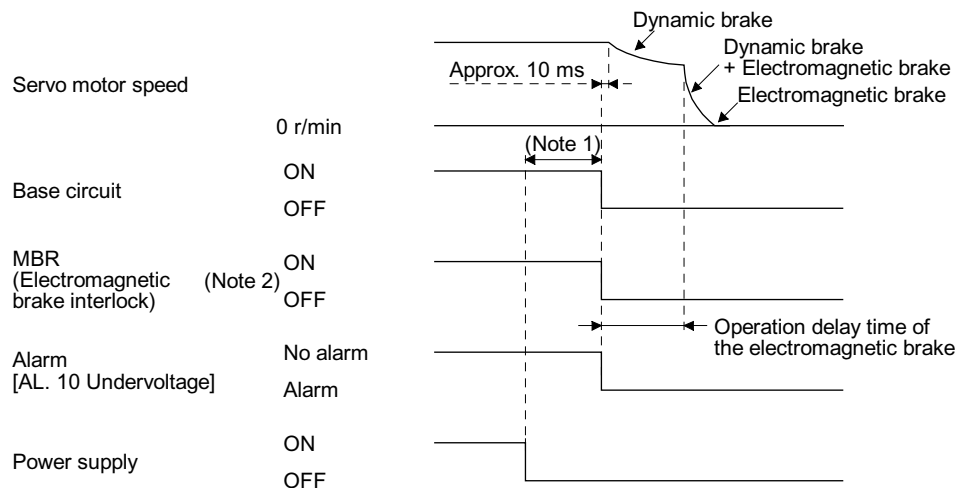 Dynamic brake
Dynamic brake
+ Electromagnetic brake
Approx. 10 ms
Electromagnetic brake
Servo motor speed
0 r/min
(Note 1)
ON
Base circuit
OFF
MBR
(Electromagnetic
brake interlock)
(Note 2)
ON
OFF
Operation delay time of
the electromagnetic brake
Alarm
[AL. 10 Undervoltage]
No alarm
Alarm
ON
Power supply
OFF